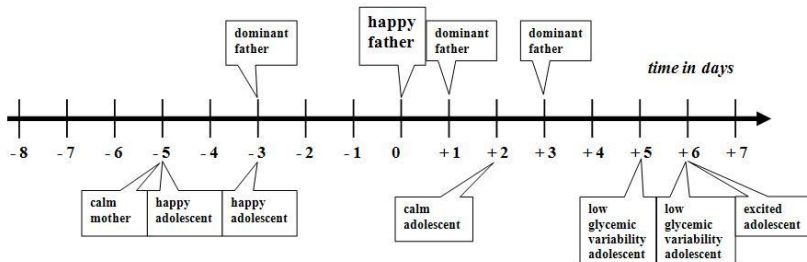 happy
father
dominant
father
dominant
father
dominant
father
time in days
- 8 - 7 - 6 - 5 - 4 - 3 - 2 - 1 0 + 1 + 2 + 3 + 4 + 5 + 6 + 7
calm
mother
happy
adolescent
happy
adolescent
calm
adolescent
low
glycemic
variability
adolescent
low
glycemic
variability
adolescent
excited
adolescent